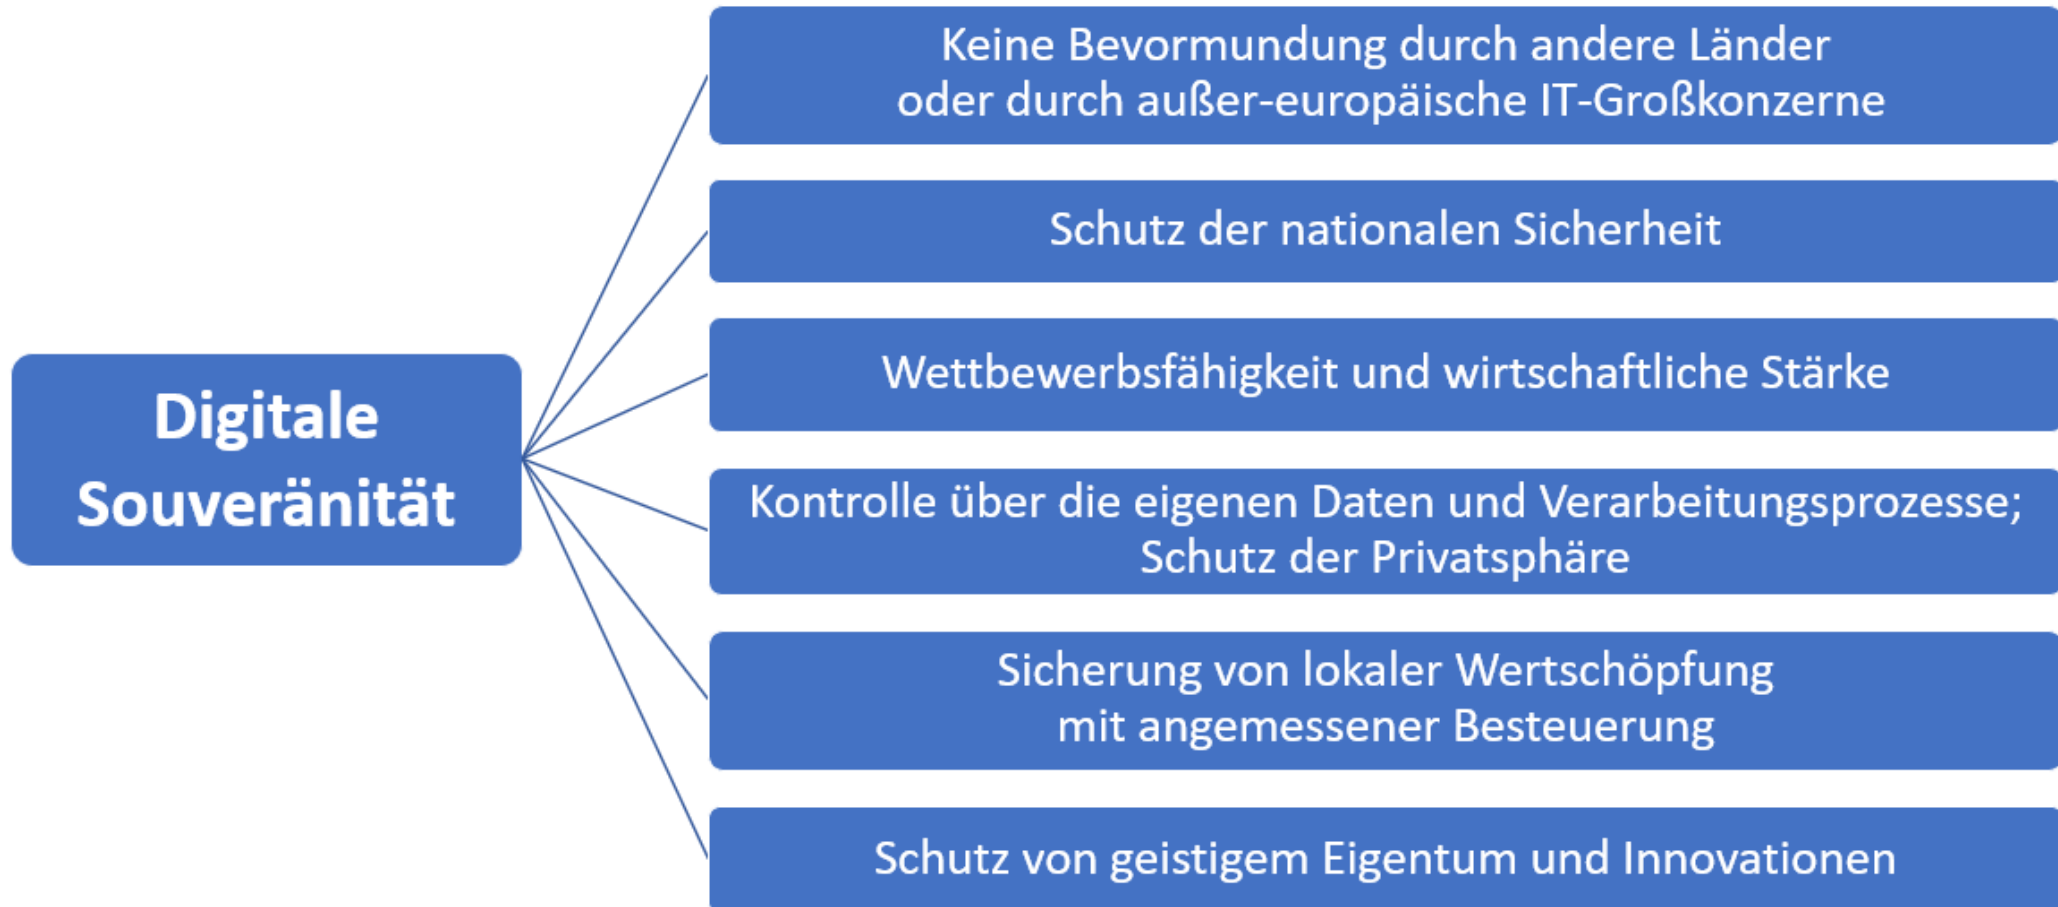 Keine Bevormundung durch andere Länder
oder durch außer-europäische IT-Großkonzerne
Schutz der nationalen Sicherheit
Wettbewerbsfähigkeit und wirtschaftliche Stärke
Digitale
Souveränität
Kontrolle über die eigenen Daten und Verarbeitungsprozesse;
Schutz der Privatsphäre
Sicherung von lokaler Wertschöpfung
mit angemessener Besteuerung
Schutz von geistigem Eigentum und Innovationen